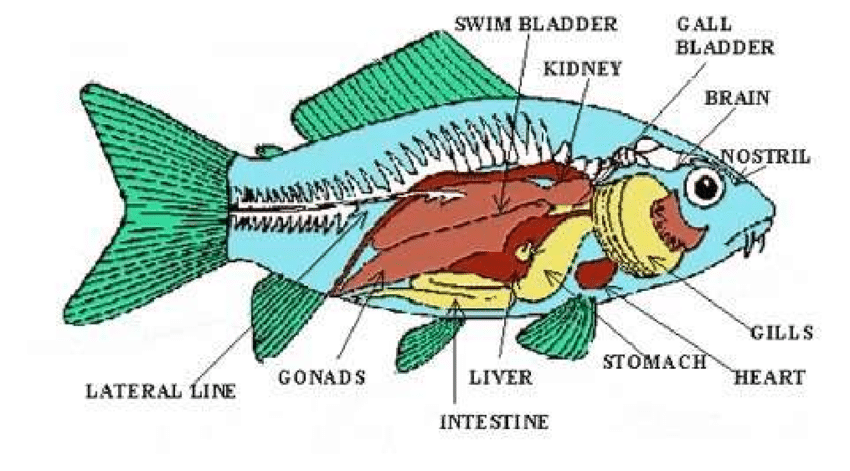 SWIM BLADDER
GALL
BLADDER
KIDNEY
BRAIN
NOSTRIL
GILLS
STOMACH
HEART
LIVER
GONADS
LATERAL LINE
INTESTINE